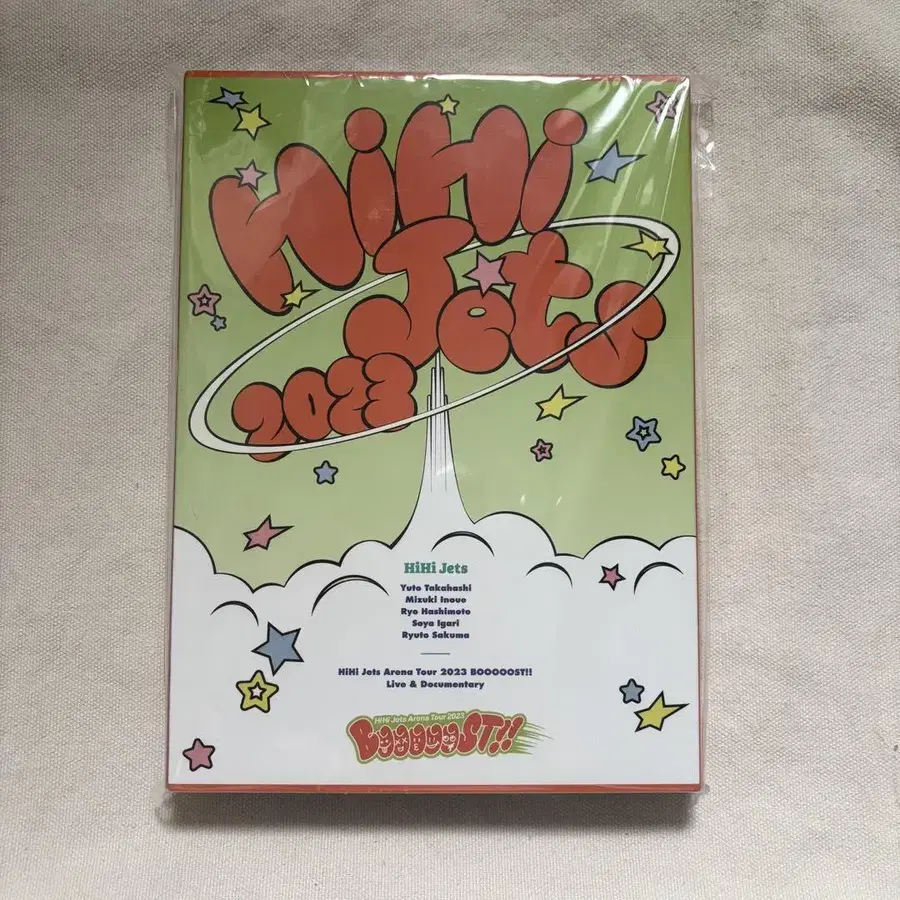 HiHi
Jets
2023
HiHi Jets
Yuto Takahashi
Mizuki Inoue
Ryo Hashimoto
Soya Igari
Ryuto Sakuma
HiHi Jets Arena Tour 2023 BOOOOOST!!
Live & Documentary
HiHi Jets Arena Tour 2023
BOOOOOST!!